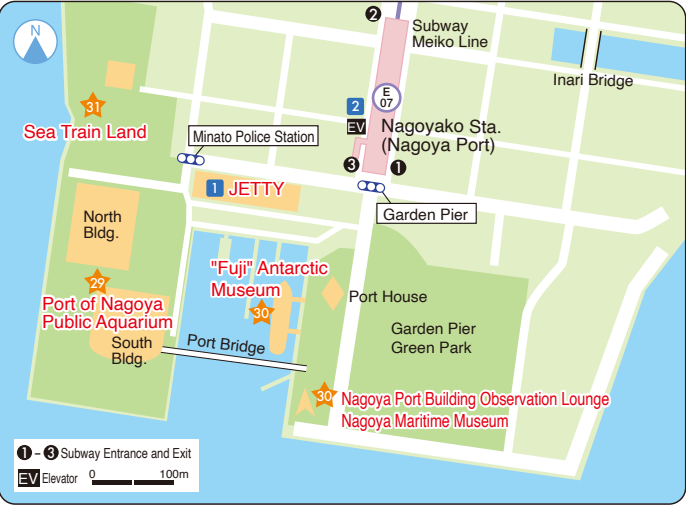 N
2
Subway
Meiko Line
Inari Bridge
31
Sea Train Land
E
07
2
EV
Nagoyako Sta.
(Nagoya Port)
Minato Police Station
3
1
1
JETTY
Garden Pier
North
Bldg.
"Fuji" Antarctic
Museum
29
30
Port of Nagoya
Public Aquarium
Port House
South
Bldg.
Port Bridge
Garden Pier
Green Park
30
Nagoya Port Building Observation Lounge
Nagoya Maritime Museum
1 – 3 Subway Entrance and Exit
EV Elevator 0 100m